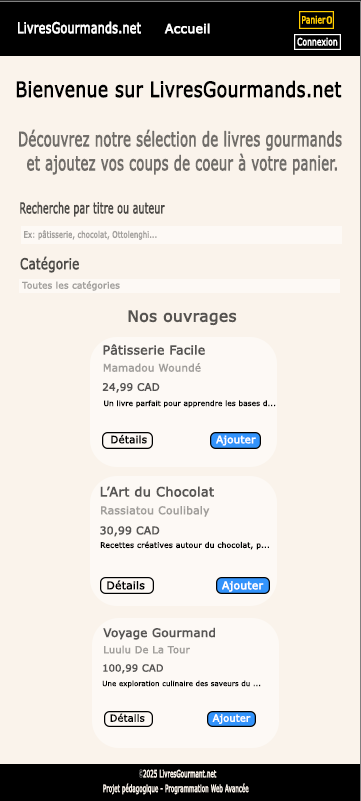 LivresGourmands.net
Accueil
Panier0
Connexion
Bienvenue sur LivresGourmands.net
Découvrez notre sélection de livres gourmands
et ajoutez vos coups de coeur à votre panier.
Recherche par titre ou auteur
Ex: pâtisserie, chocolat, Ottolenghi...
Catégorie
Toutes les catégories
Nos ouvrages
Pâtisserie Facile
Mamadou Woundé
24,99 CAD
Un livre parfait pour apprendre les bases d...
Détails
Ajouter
L'Art du Chocolat
Rassiatou Coulibaly
30,99 CAD
Recettes créatives autour du chocolat, p...
Détails
Ajouter
Voyage Gourmand
Luulu De La Tour
100,99 CAD
Une exploration culinaire des saveurs du ...
Détails
Ajouter
©2025 LivresGourmant.net
Projet pédagogique - Programmation Web Avancée